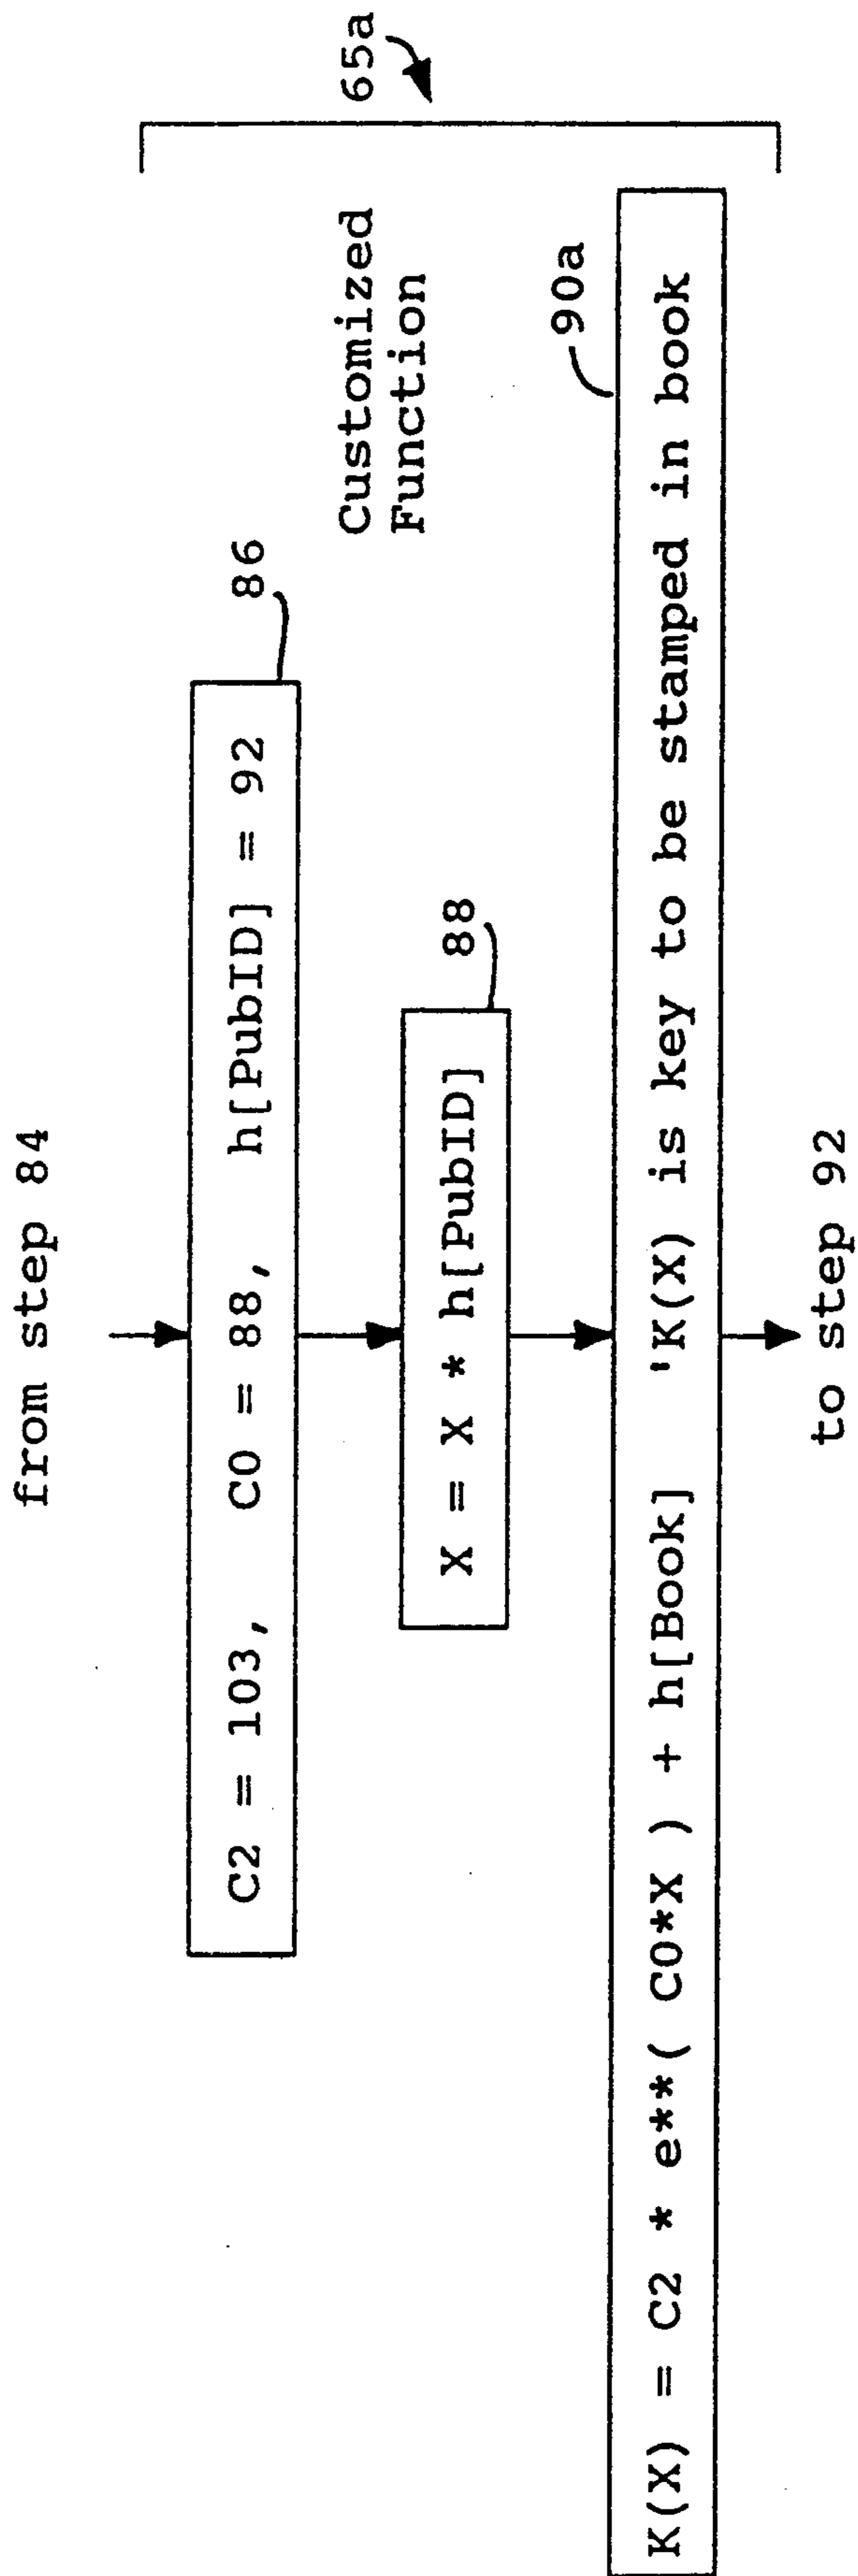 from step 84
C2 = 103, C0 = 88, h[PubID] = 92
86
X = X * h[PubID]
88
Customized
Function
65a
90a
K(X) = C2 * e**( C0*X ) + h[Book] 'K(X) is key to be stamped in book
to step 92